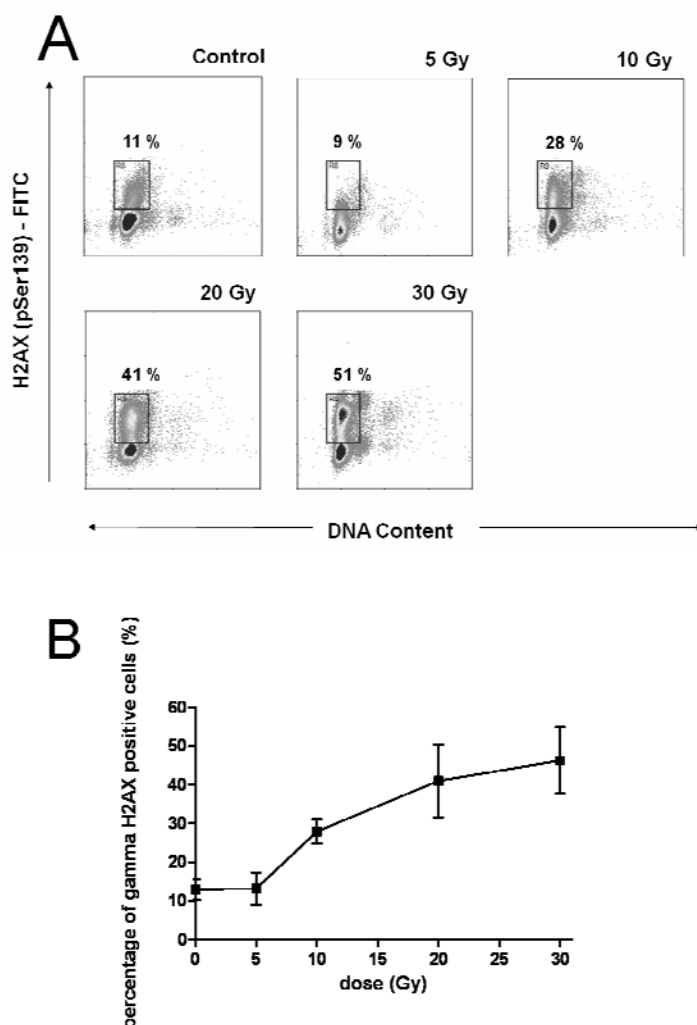 A
Control
5 Gy
10 Gy
11 %
9 %
28 %
20 Gy
30 Gy
41 %
51 %
H2AX (pSer139) - FITC
DNA Content
B
percentage of gamma H2AX positive cells (%)
60
50
40
30
20
10
0
0 5 10 15 20 25 30
dose (Gy)